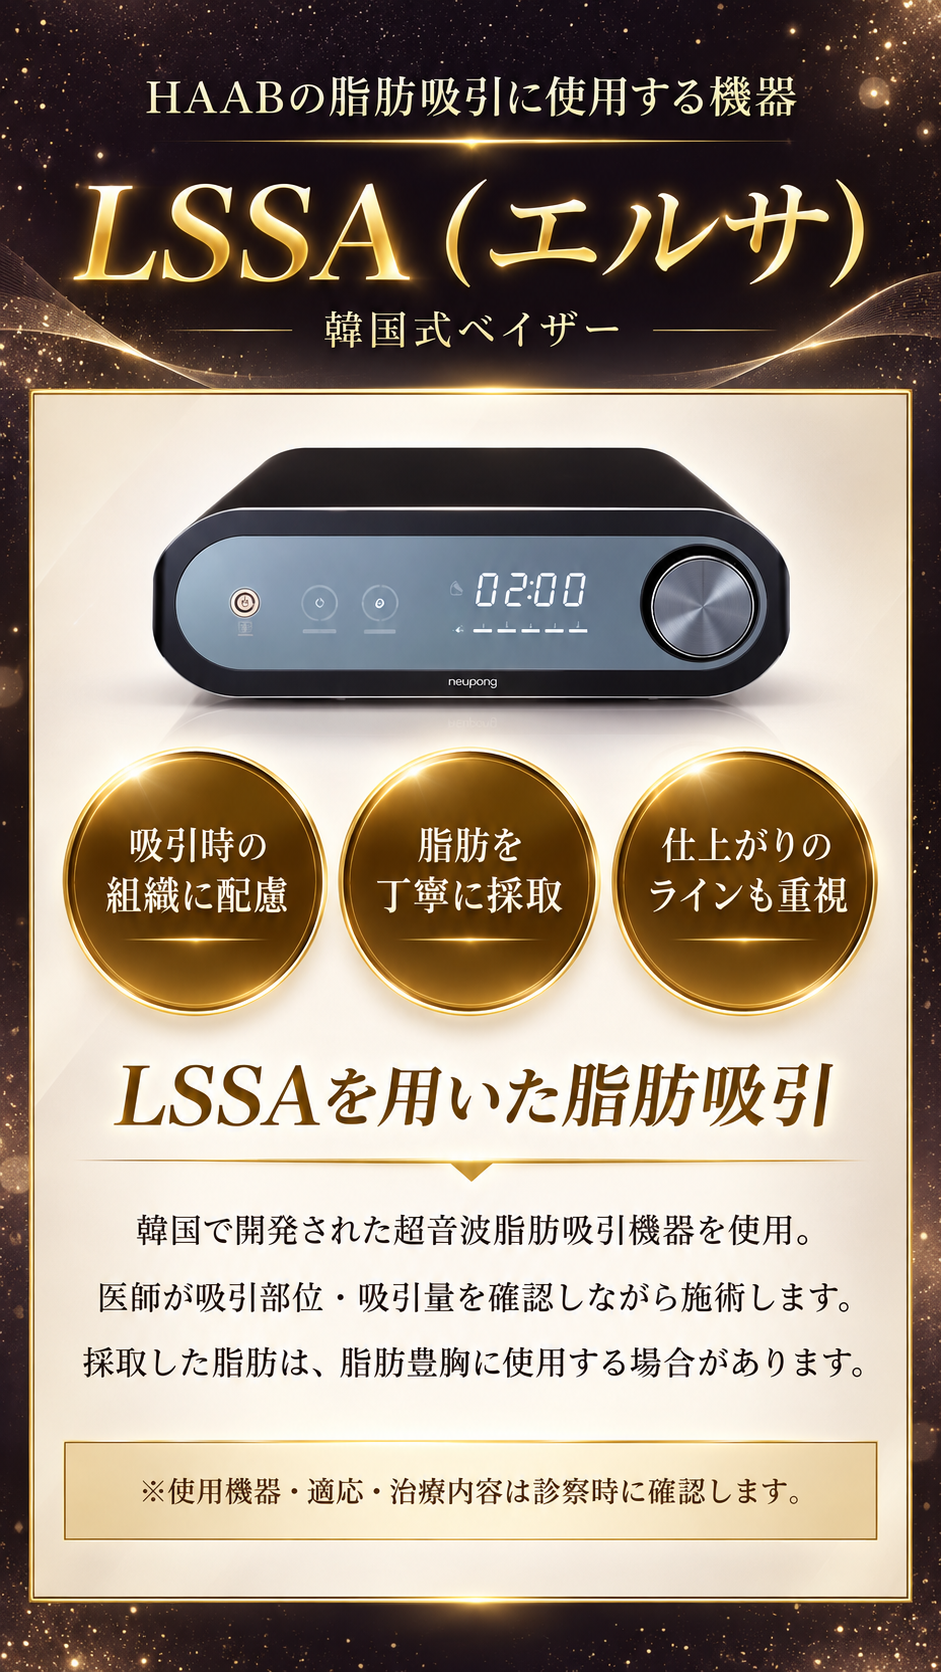 HAABの脂肪吸引に使用する機器
LSSA（エルサ）
韓国式ベイザー
02:00
neupong
吸引時の
組織に配慮
脂肪を
丁寧に採取
仕上がりの
ラインも重視
LSSAを用いた脂肪吸引
韓国で開発された超音波脂肪吸引機器を使用。
医師が吸引部位・吸引量を確認しながら施術します。
採取した脂肪は、脂肪豊胸に使用する場合があります。
※使用機器・適応・治療内容は診察時に確認します。